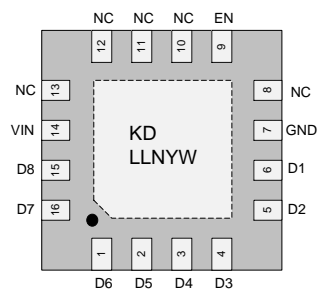 NC NC NC EN
12 11 10 9
NC 13 8 NC
VIN 14 KD 7 GND
LLNYW
D8 15 6 D1
D7 16 5 D2
1 2 3 4
D6 D5 D4 D3